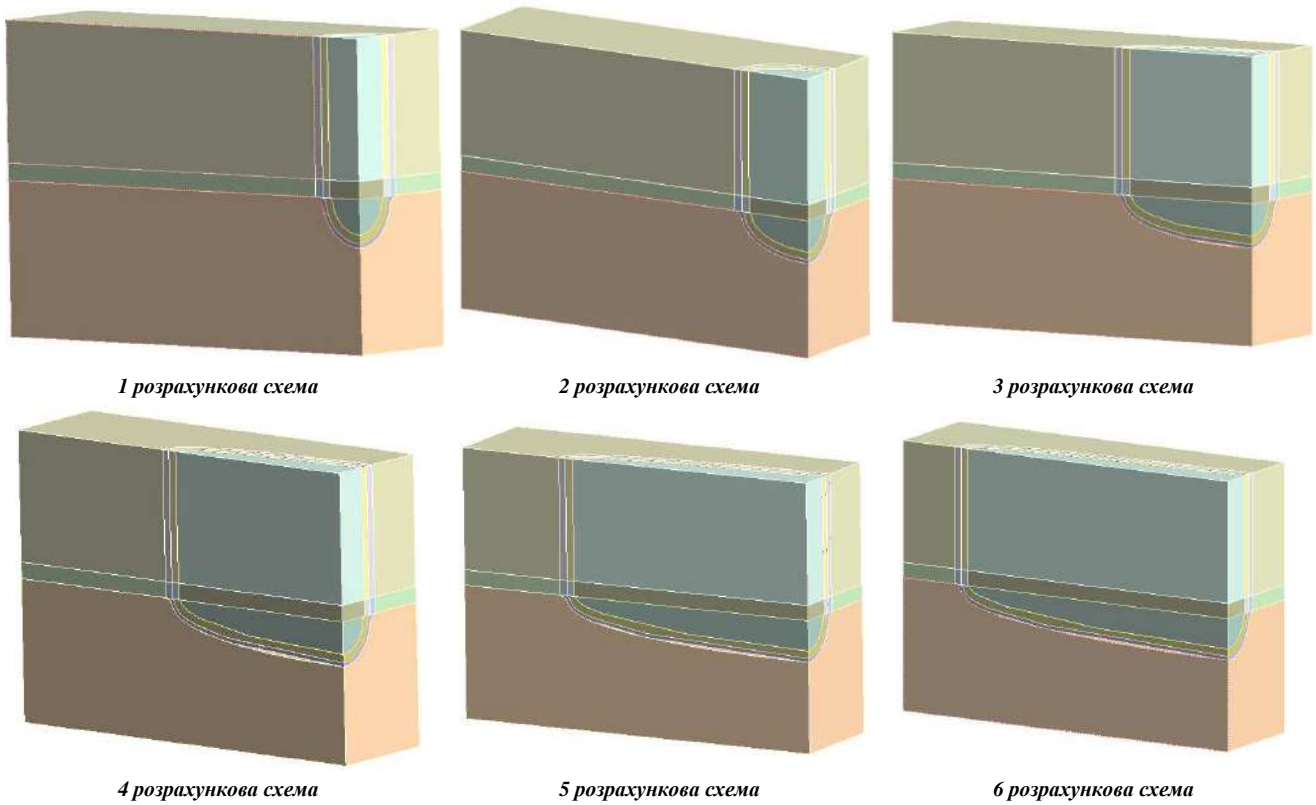 1 розрахункова схема
2 розрахункова схема
3 розрахункова схема
4 розрахункова схема
5 розрахункова схема
6 розрахункова схема